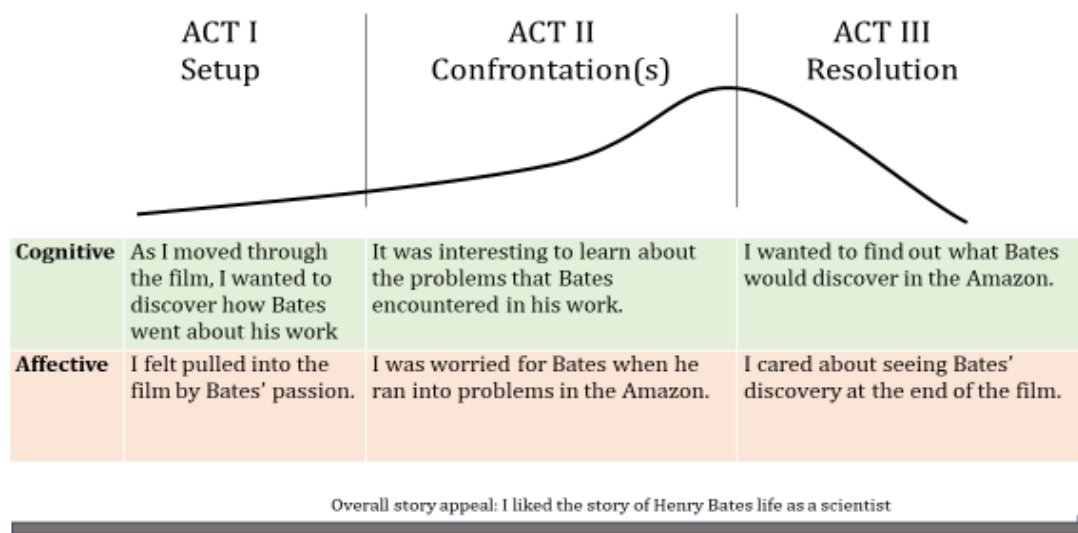 ACT I
Setup
ACT II
Confrontation(s)
ACT III
Resolution
Cognitive
As I moved through
the film, I wanted to
discover how Bates
went about his work
It was interesting to learn about
the problems that Bates
encountered in his work.
I wanted to find out what Bates
would discover in the Amazon.
Affective
I felt pulled into the
film by Bates’ passion.
I was worried for Bates when he
ran into problems in the Amazon.
I cared about seeing Bates’
discovery at the end of the film.
Overall story appeal: I liked the story of Henry Bates life as a scientist